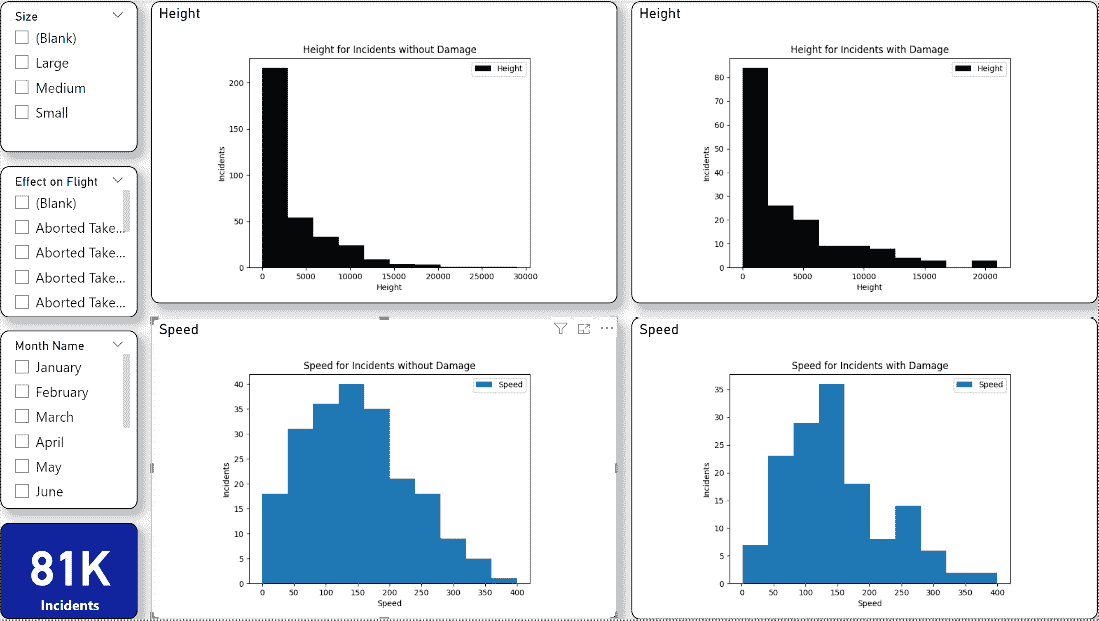 Size
(Blank)
Large
Medium
Small
Effect on Flight
(Blank)
Aborted Take...
Aborted Take...
Aborted Take...
Aborted Take...
Month Name
January
February
March
April
May
June
81K
Incidents
Height
Height for Incidents without Damage
Height
200
150
100
50
0
Incidents
0 5000 10000 15000 20000 25000 30000
Height
Height
Height for Incidents with Damage
Height
80
70
60
50
40
30
20
10
0
Incidents
0 5000 10000 15000 20000
Height
Speed
Speed for Incidents without Damage
Speed
40
35
30
25
20
15
10
5
0
Incidents
0 50 100 150 200 250 300 350 400
Speed
Speed
Speed for Incidents with Damage
Speed
35
30
25
20
15
10
5
0
Incidents
0 50 100 150 200 250 300 350 400
Speed